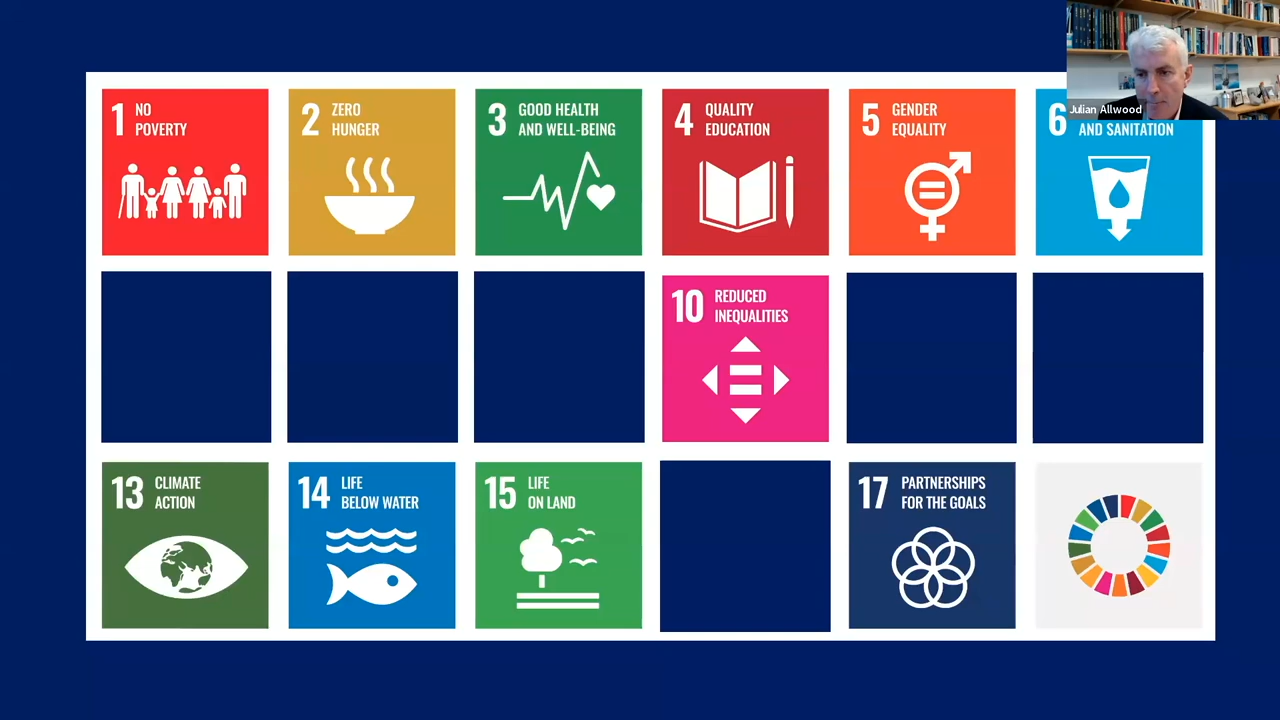 Julian Allwood
1 NO
POVERTY
2 ZERO
HUNGER
3 GOOD HEALTH
AND WELL-BEING
4 QUALITY
EDUCATION
5 GENDER
EQUALITY
6
AND SANITATION
10 REDUCED
INEQUALITIES
13 CLIMATE
ACTION
14 LIFE
BELOW WATER
15 LIFE
ON LAND
17 PARTNERSHIPS
FOR THE GOALS